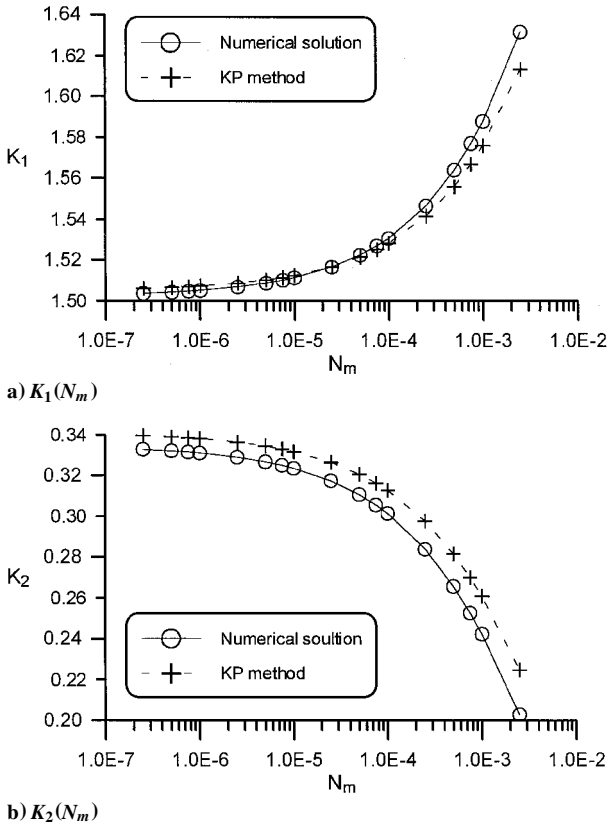 1.64
1.62
1.60
1.58
1.56
1.54
1.52
1.50
K1
Numerical solution
KP method
1.0E-7 1.0E-6 1.0E-5 1.0E-4 1.0E-3 1.0E-2
Nm
a) K1(Nm)
0.34
0.32
0.30
0.28
0.26
0.24
0.22
0.20
K2
Numerical soultion
KP method
1.0E-7 1.0E-6 1.0E-5 1.0E-4 1.0E-3 1.0E-2
Nm
b) K2(Nm)